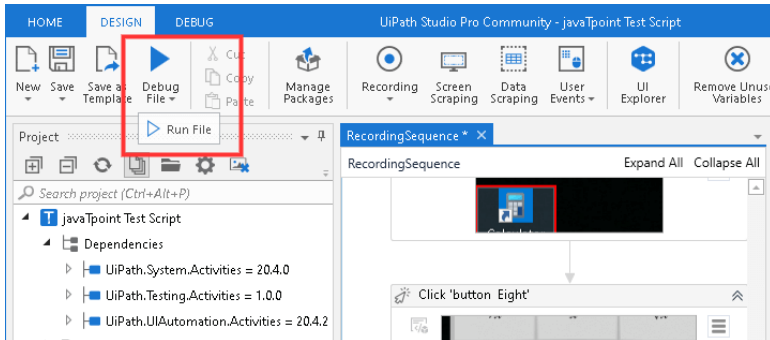 HOME DESIGN DEBUG UiPath Studio Pro Community - javaTpoint Test Script
New Save Save as Template Debug File Cut Copy Paste Manage Packages Recording Screen Scraping Data Scraping User Events UI Explorer Remove Unus Variables
Run File
Project
RecordingSequence *
RecordingSequence Expand All Collapse All
Search project (Ctrl+Alt+P)
javaTpoint Test Script
Dependencies
UiPath.System.Activities = 20.4.0
UiPath.Testing.Activities = 1.0.0
UiPath.UIAutomation.Activities = 20.4.2
Click 'button Eight'